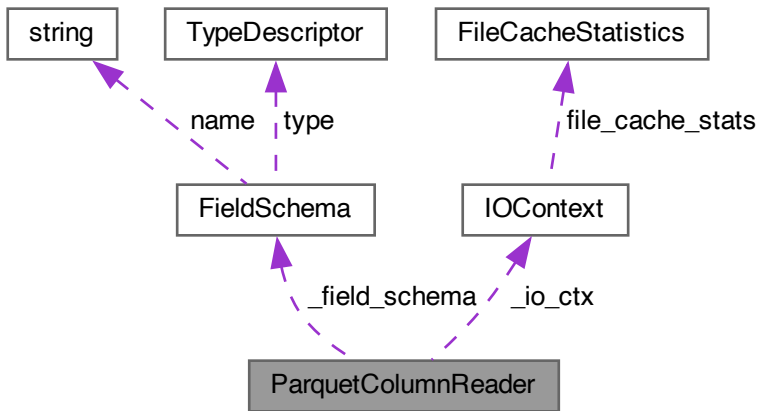 string
TypeDescriptor
FileCacheStatistics
name
type
file_cache_stats
FieldSchema
IOContext
_field_schema
_io_ctx
ParquetColumnReader